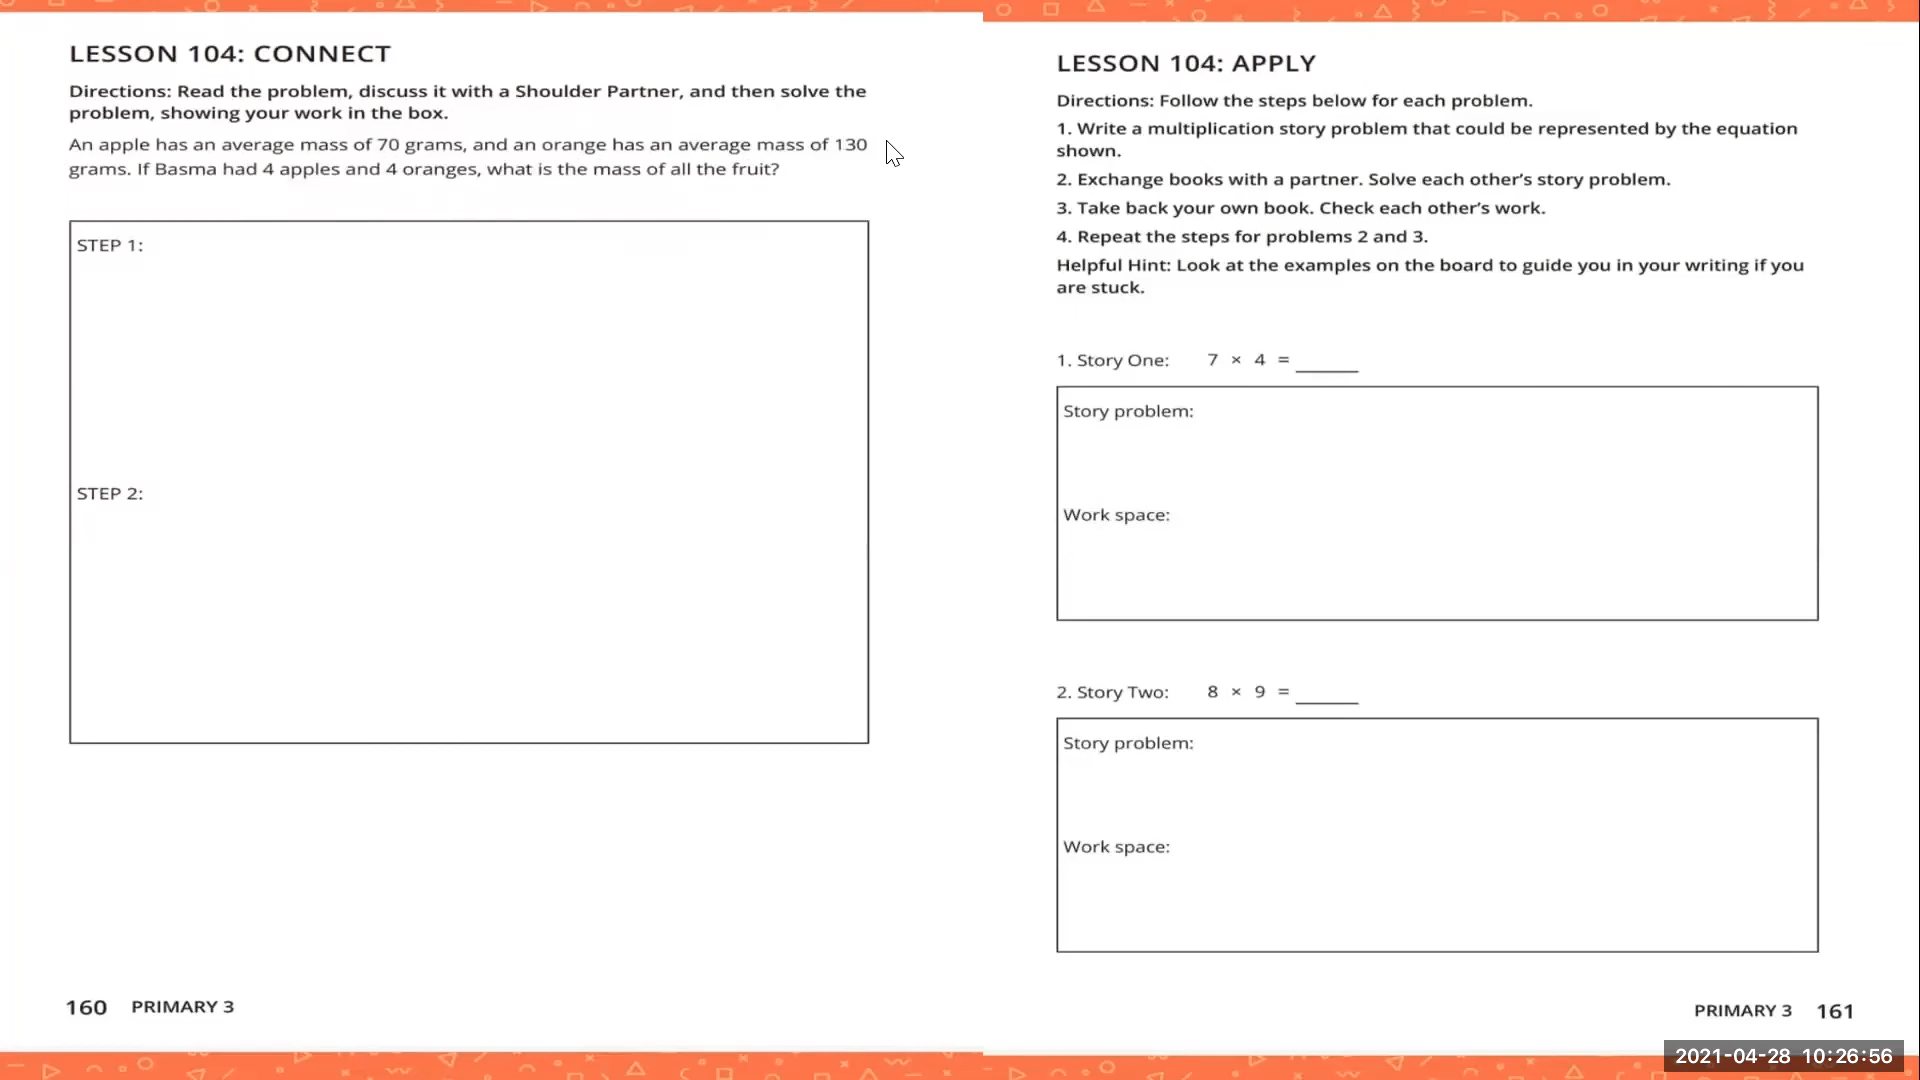 LESSON 104: CONNECT
Directions: Read the problem, discuss it with a Shoulder Partner, and then solve the
problem, showing your work in the box.
An apple has an average mass of 70 grams, and an orange has an average mass of 130
grams. If Basma had 4 apples and 4 oranges, what is the mass of all the fruit?
STEP 1:
STEP 2:
160 PRIMARY 3
LESSON 104: APPLY
Directions: Follow the steps below for each problem.
1. Write a multiplication story problem that could be represented by the equation
shown.
2. Exchange books with a partner. Solve each other's story problem.
3. Take back your own book. Check each other's work.
4. Repeat the steps for problems 2 and 3.
Helpful Hint: Look at the examples on the board to guide you in your writing if you
are stuck.
1. Story One: 7 × 4 = ______
Story problem:
Work space:
2. Story Two: 8 × 9 = ______
Story problem:
Work space:
PRIMARY 3 161
2021-04-28 10:26:56